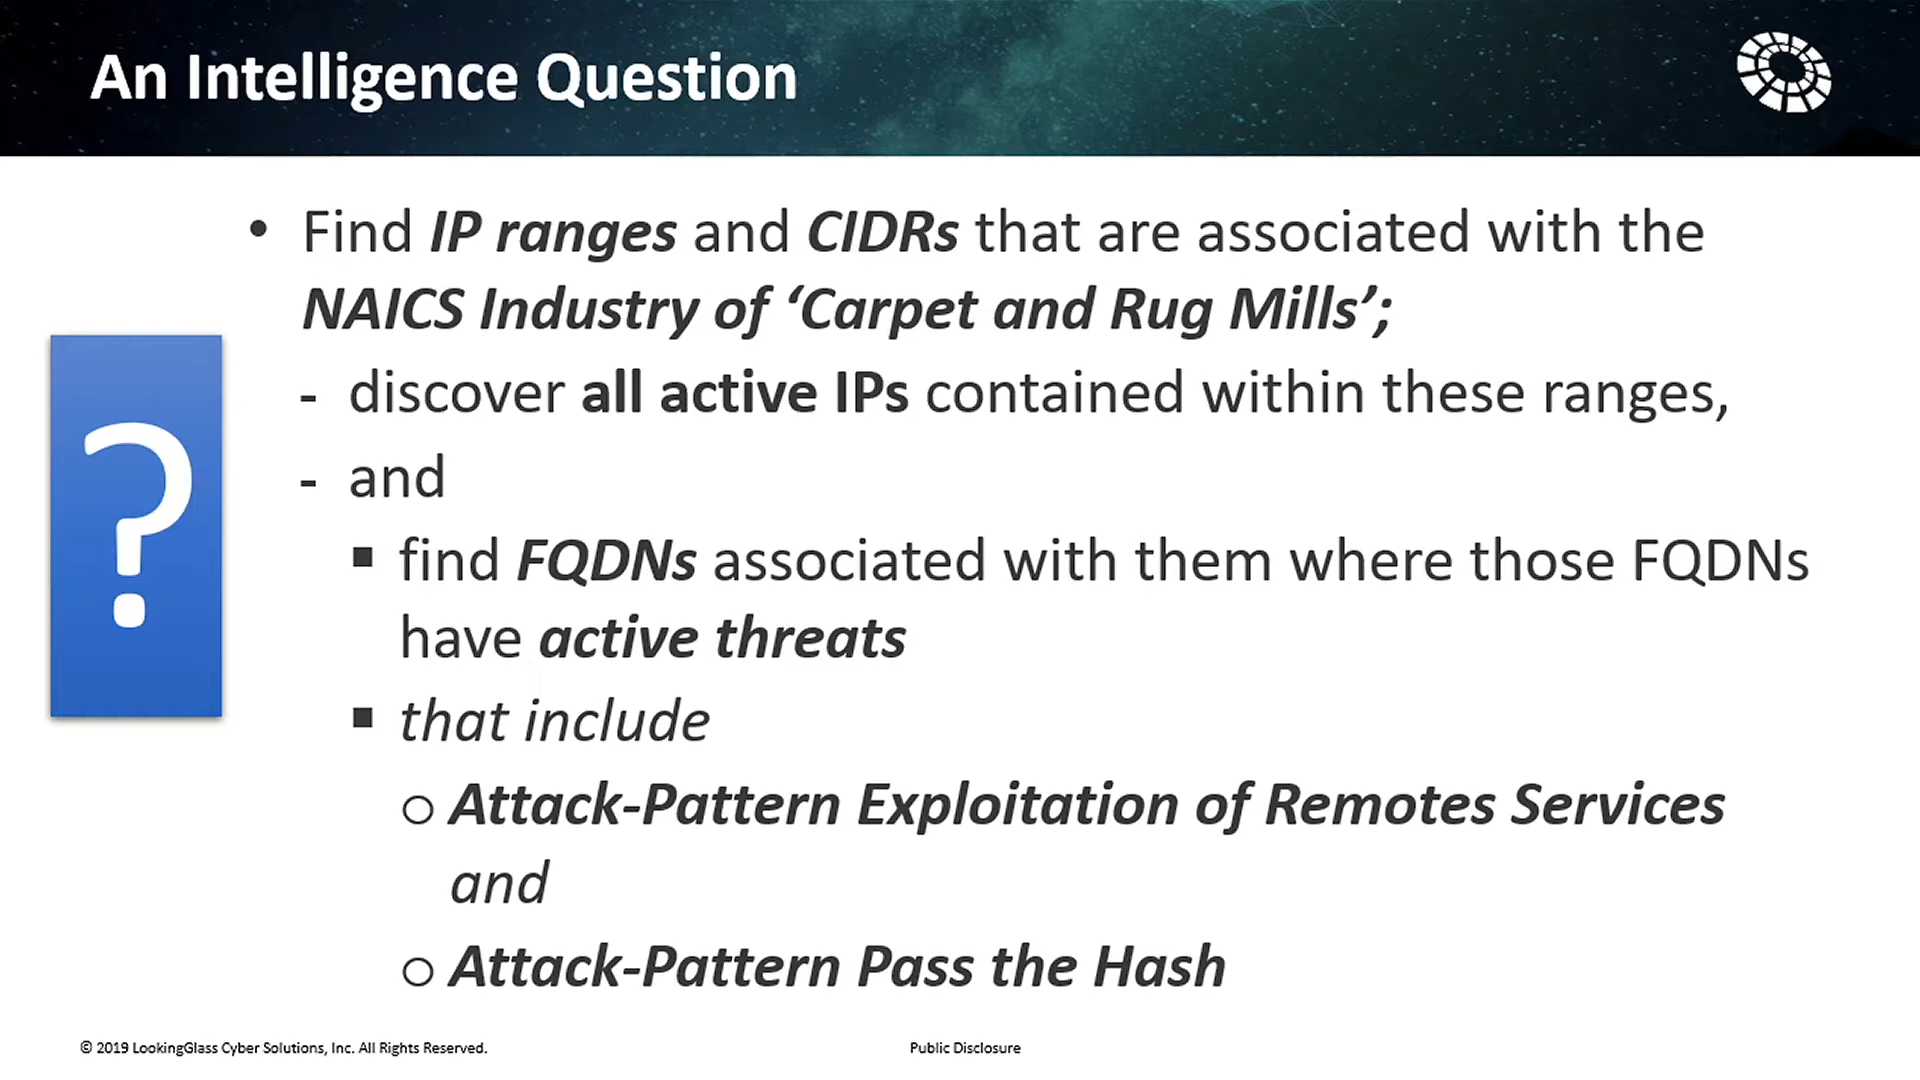 An Intelligence Question
• Find IP ranges and CIDRs that are associated with the
NAICS Industry of ‘Carpet and Rug Mills’;
- discover all active IPs contained within these ranges,
- and
▪ find FQDNs associated with them where those FQDNs
have active threats
▪ that include
o Attack-Pattern Exploitation of Remotes Services
and
o Attack-Pattern Pass the Hash
?
© 2019 LookingGlass Cyber Solutions, Inc. All Rights Reserved.
Public Disclosure